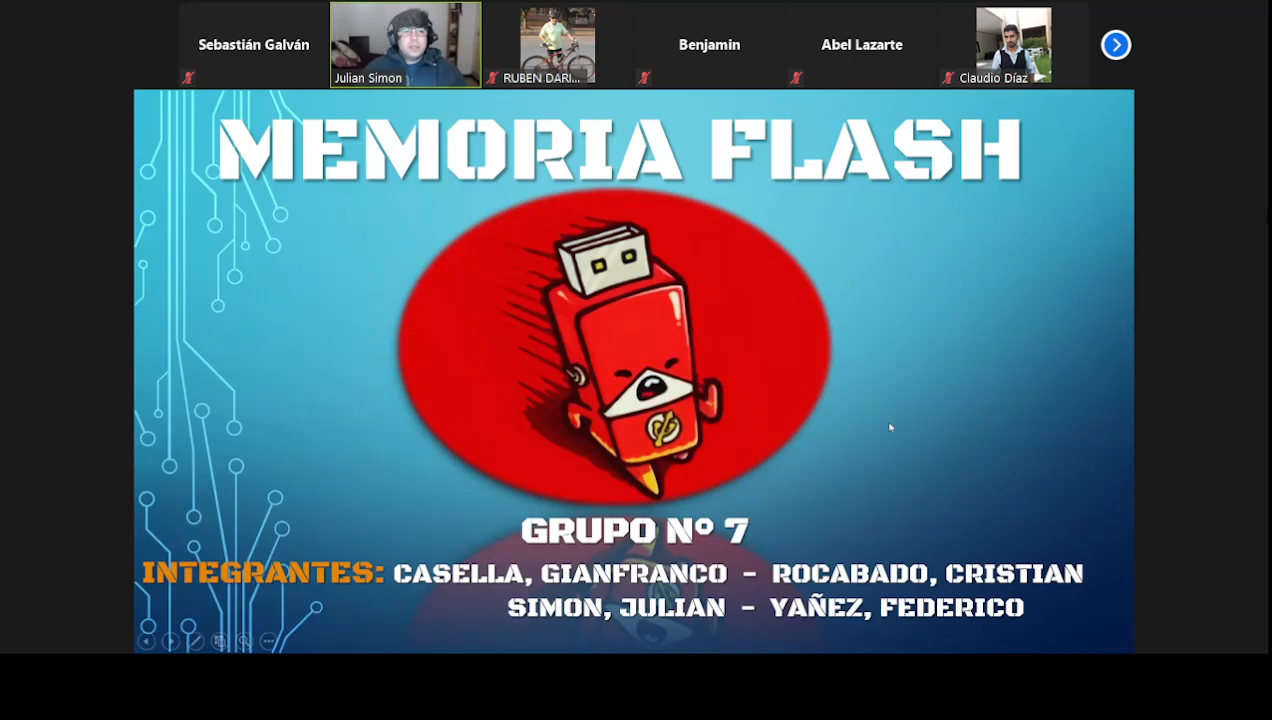 Sebastián Galván
Julian Simon
RUBEN DARI...
Benjamin
Abel Lazarte
Claudio Díaz
MEMORIA FLASH
GRUPO Nº 7
INTEGRANTES: CASELLA, GIANFRANCO - ROCABADO, CRISTIAN
SIMON, JULIAN - YAÑEZ, FEDERICO